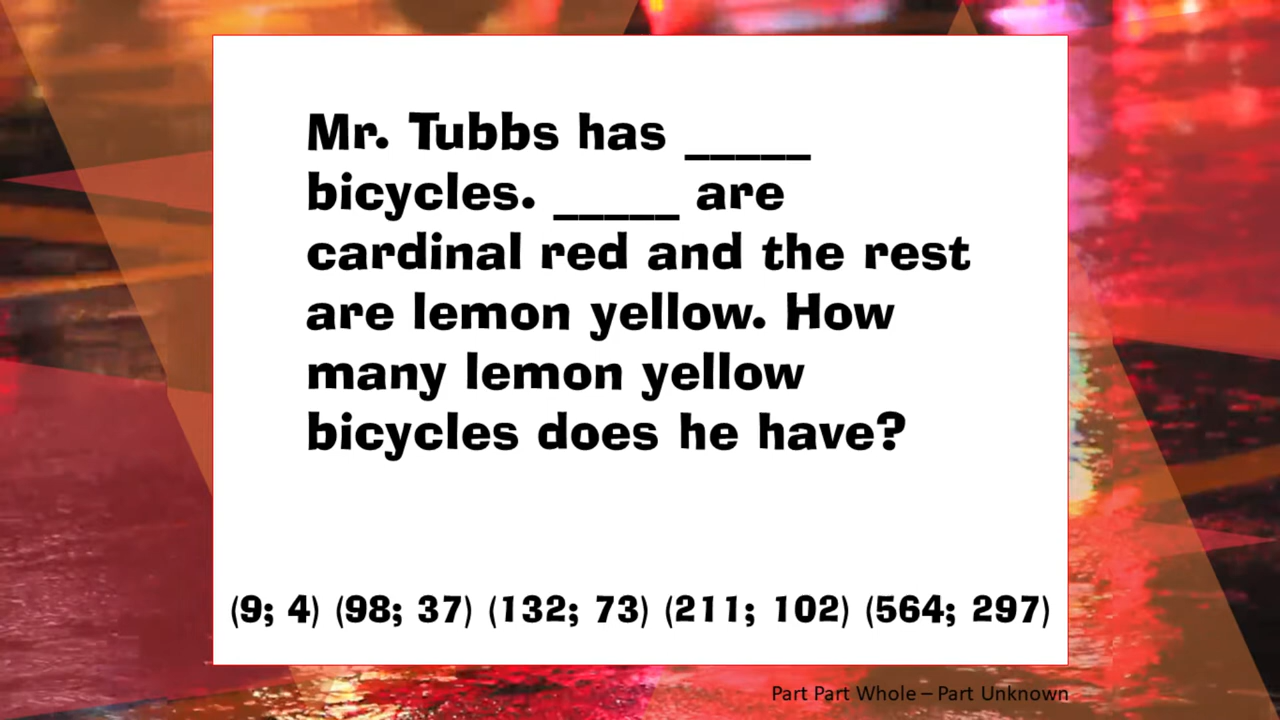 Mr. Tubbs has _____
bicycles. _____ are
cardinal red and the rest
are lemon yellow. How
many lemon yellow
bicycles does he have?
(9; 4) (98; 37) (132; 73) (211; 102) (564; 297)
Part Part Whole – Part Unknown